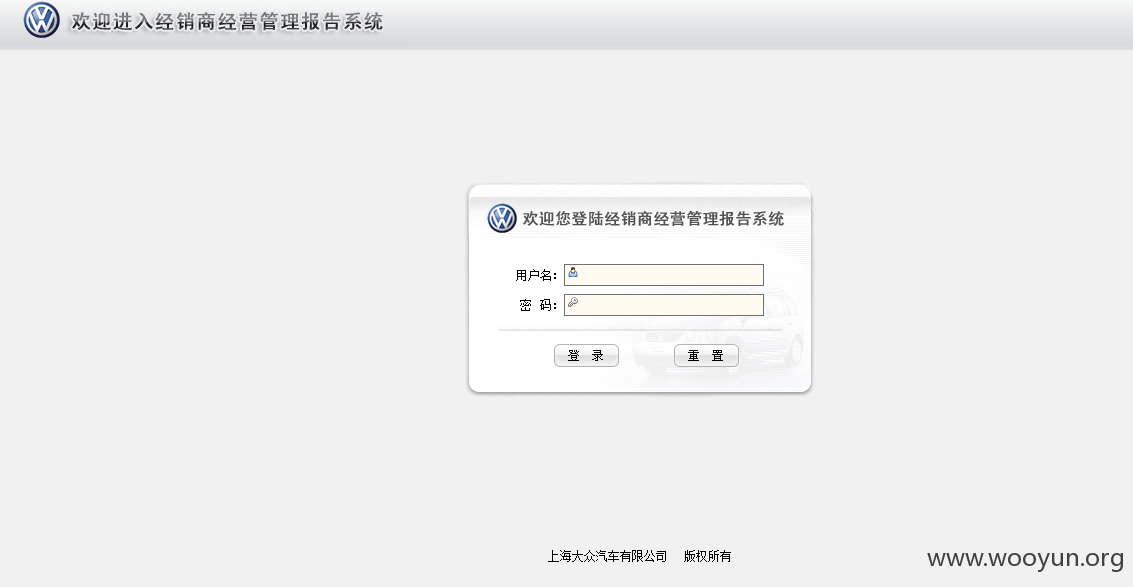 欢迎进入经销商经营管理报告系统
欢迎您登陆经销商经营管理报告系统
用户名：
密 码：
登 录 重 置
上海大众汽车有限公司 版权所有
www.wooyun.org